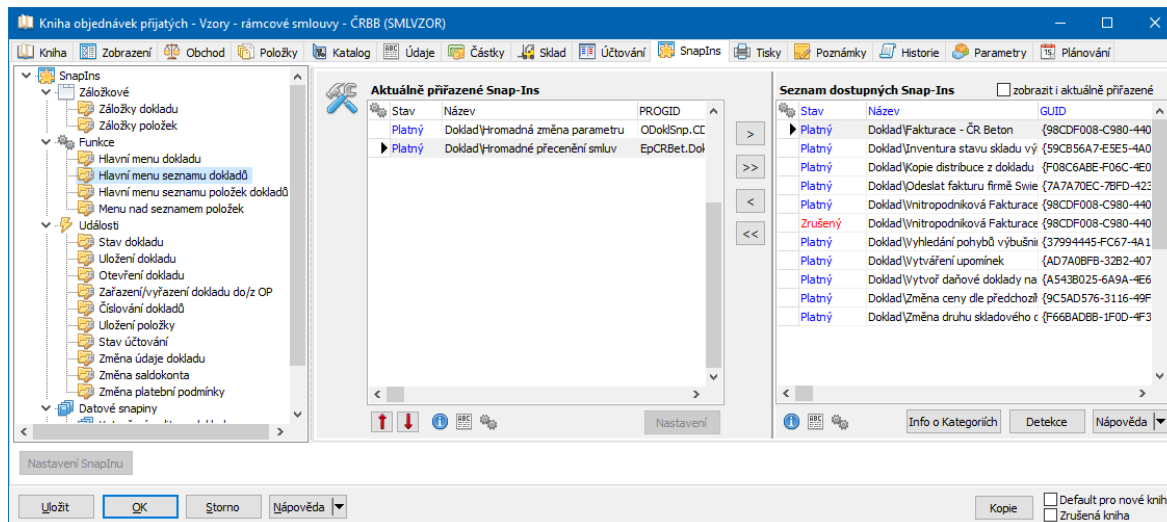 Kniha objednávek přijatých - Vzory - rámcové smlouvy - ČRBB (SMLVZOR)
Kniha Zobrazení Obchod Položky Katalog Údaje Částky Sklad Účtování SnapIns Tisky Poznámky Historie Parametry Plánování
SnapIns
Záložkové
Záložky dokladu
Záložky položek
Funkce
Hlavní menu dokladu
Hlavní menu seznamu dokladů
Hlavní menu seznamu položek dokladů
Menu nad seznamem položek
Události
Stav dokladu
Uložení dokladu
Otevření dokladu
Zařazení/vyřazení dokladu do/z OP
Číslování dokladů
Uložení položky
Stav účtování
Změna údaje dokladu
Změna saldokonta
Změna platební podmínky
Datové snapiny
Aktuálně přiřazené Snap-Ins
Stav Název PROGID
Platný Doklad\Hromadná změna parametru ODoklSnp.CD
Platný Doklad\Hromadné přecenění smluv EpCRBet.Dok
Nastavení
>
>>
<
<<
Seznam dostupných Snap-Ins zobrazit i aktuálně přiřazené
Stav Název GUID
Platný Doklad\Fakturace - ČR Beton {98CDF008-C980-440
Platný Doklad\Inventura stavu skladu vý {59CB56A7-E5E5-4A0
Platný Doklad\Kopie distribuce z dokladu {F08C6ABE-F06C-4E0
Platný Doklad\Odeslat fakturu firmě Swie {7A7A70EC-7BFD-423
Platný Doklad\Vnitropodniková Fakturace {98CDF008-C980-440
Zrušený Doklad\Vnitropodniková Fakturace {98CDF008-C980-440
Platný Doklad\Vyhledání pohybů výbušnin {37994445-FC67-4A1
Platný Doklad\Vytváření upomínek {AD7A0BFB-32B2-407
Platný Doklad\Vytvoř daňové doklady na {A543B025-6A9A-4E6
Platný Doklad\Změna ceny dle předchozíh {9C5AD576-3116-49F
Platný Doklad\Změna druhu skladového d {F66BADBB-1F0D-4F3
Info o Kategoriích Detekce Nápověda
Nastavení SnapInu
Uložit OK Storno Nápověda Kopie
Default pro nové knih
Zrušená kniha